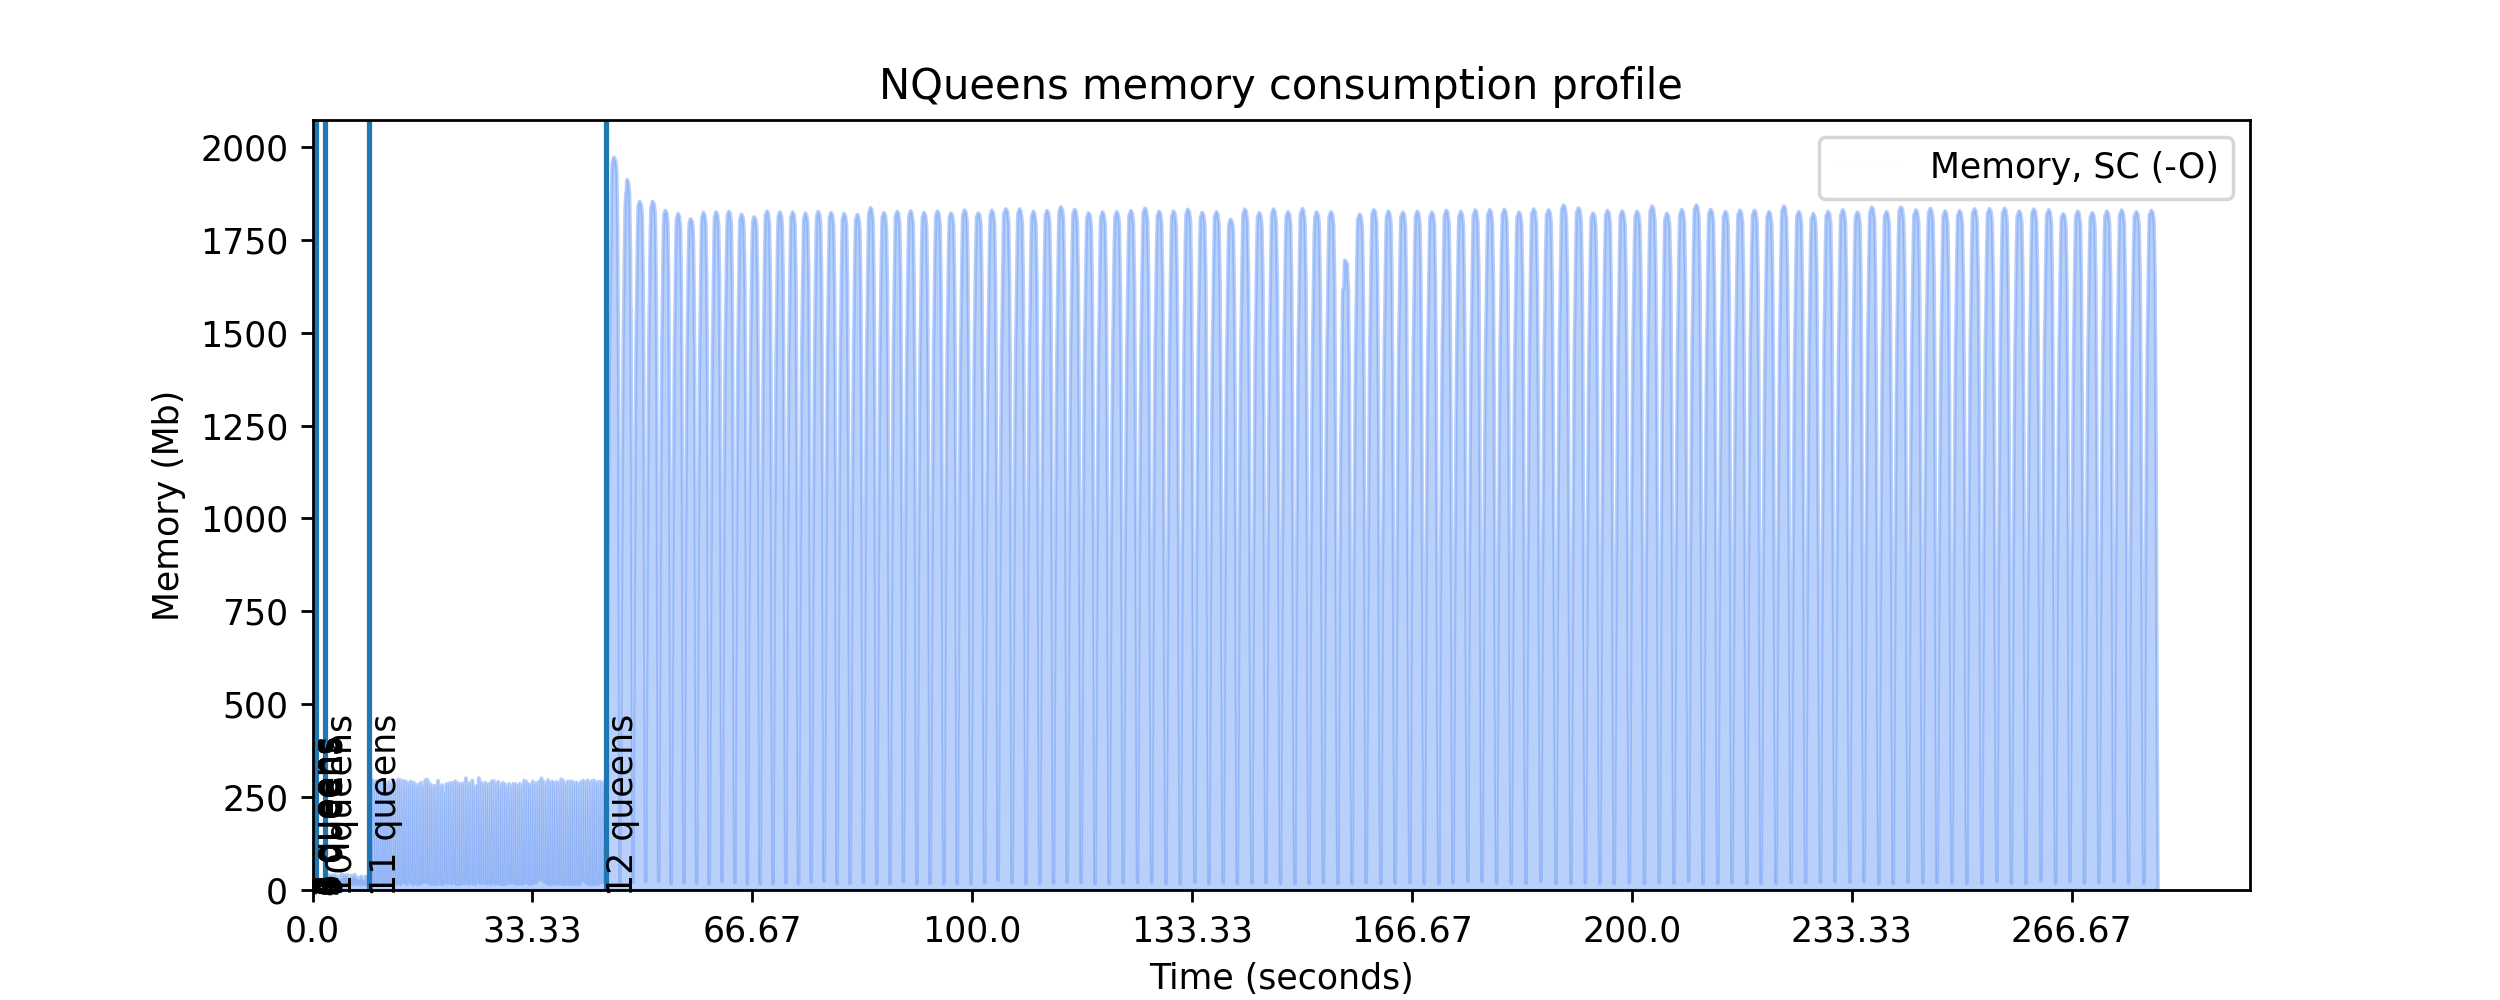 NQueens memory consumption profile
Memory, SC (-O)
2000
1750
1500
1250
1000
750
500
250
0
Memory (Mb)
10 queens
11 queens
12 queens
0.0 33.33 66.67 100.0 133.33 166.67 200.0 233.33 266.67
Time (seconds)